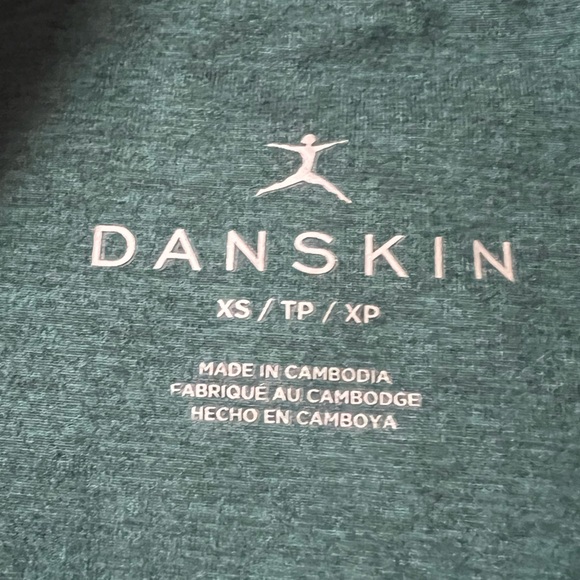 DANSKIN
XS / TP / XP
MADE IN CAMBODIA
FABRIQUÉ AU CAMBODGE
HECHO EN CAMBOYA